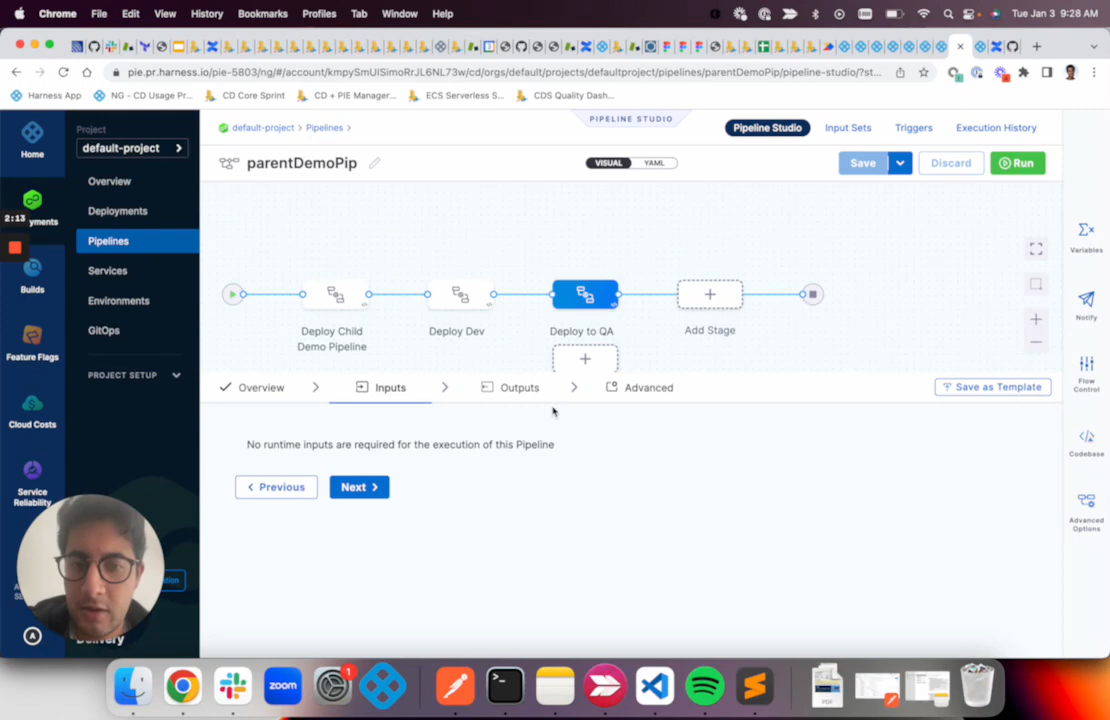 Chrome File Edit View History Bookmarks Profiles Tab Window Help
Tue Jan 3 9:28 AM
pie.pr.harness.io/pie-5803/ng/#/account/kmpySmUISimoRrJL6NL73w/cd/orgs/default/projects/defaultproject/pipelines/parentDemoPip/pipeline-studio/?st...
Harness App
NG - CD Usage Pr...
CD Core Sprint
CD + PIE Manager...
ECS Serverless S...
CDS Quality Dash...
Home
2:13
yments
Builds
Feature Flags
Cloud Costs
Service
Reliability
Project
default-project
Overview
Deployments
Pipelines
Services
Environments
GitOps
PROJECT SETUP
Delivery
A
default-project > Pipelines >
PIPELINE STUDIO
Pipeline Studio
Input Sets
Triggers
Execution History
parentDemoPip
VISUAL
YAML
Save
Discard
Run
Deploy Child
Demo Pipeline
Deploy Dev
Deploy to QA
Add Stage
Overview
Inputs
Outputs
Advanced
Save as Template
No runtime inputs are required for the execution of this Pipeline
Previous
Next
Variables
Notify
Flow
Control
Codebase
Advanced
Options
zoom
1
PDF